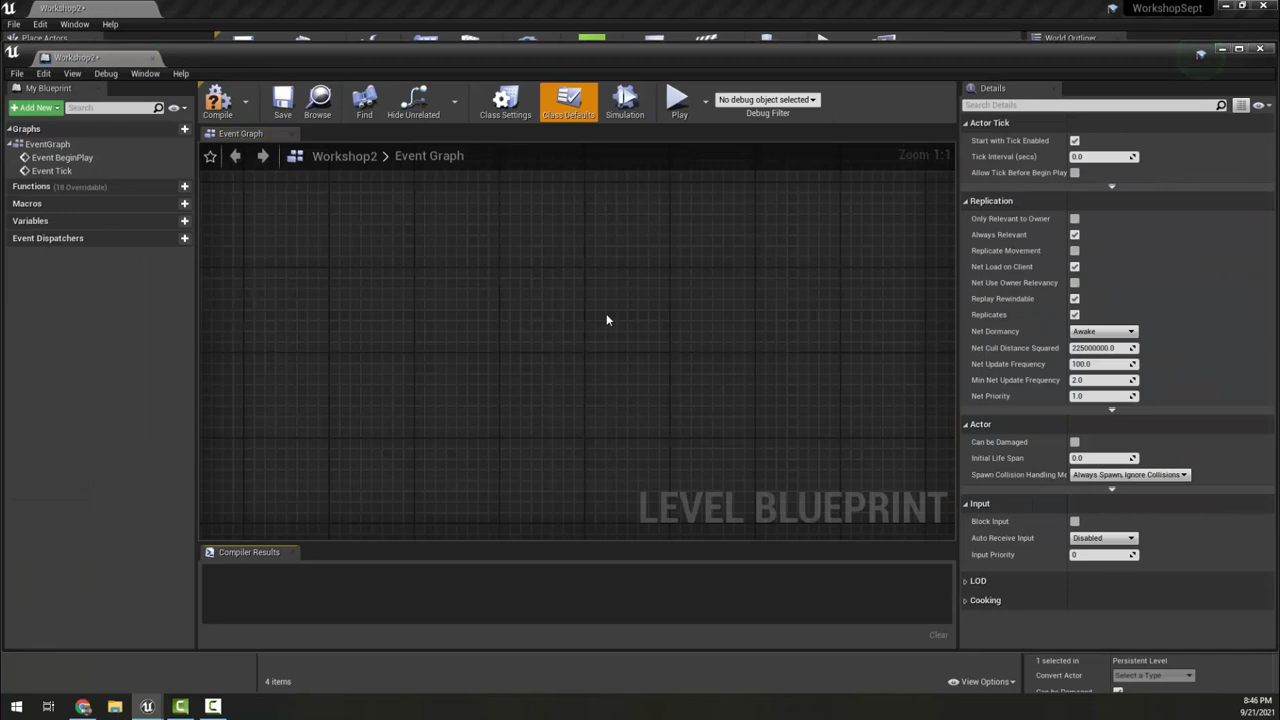 Workshop2*
WorkshopSept
File Edit Window Help
Place Actors
World Outliner
Workshop2*
File Edit View Debug Window Help
My Blueprint
Add New
Search
Graphs
EventGraph
Event BeginPlay
Event Tick
Functions (18 Overridable)
Macros
Variables
Event Dispatchers
Compile
Save
Browse
Find
Hide Unrelated
Class Settings
Class Defaults
Simulation
Play
No debug object selected
Debug Filter
Event Graph
Workshop2 > Event Graph
Zoom 1:1
LEVEL BLUEPRINT
Compiler Results
Clear
Details
Search Details
Actor Tick
Start with Tick Enabled
Tick Interval (secs) 0.0
Allow Tick Before Begin Play
Replication
Only Relevant to Owner
Always Relevant
Replicate Movement
Net Load on Client
Net Use Owner Relevancy
Replay Rewindable
Replicates
Net Dormancy Awake
Net Cull Distance Squared 225000000.0
Net Update Frequency 100.0
Min Net Update Frequency 2.0
Net Priority 1.0
Actor
Can be Damaged
Initial Life Span 0.0
Spawn Collision Handling Me Always Spawn, Ignore Collisions
Input
Block Input
Auto Receive Input Disabled
Input Priority 0
LOD
Cooking
4 items
View Options
1 selected in Persistent Level
Convert Actor Select a Type
Can be Damaged
8:46 PM
9/21/2021